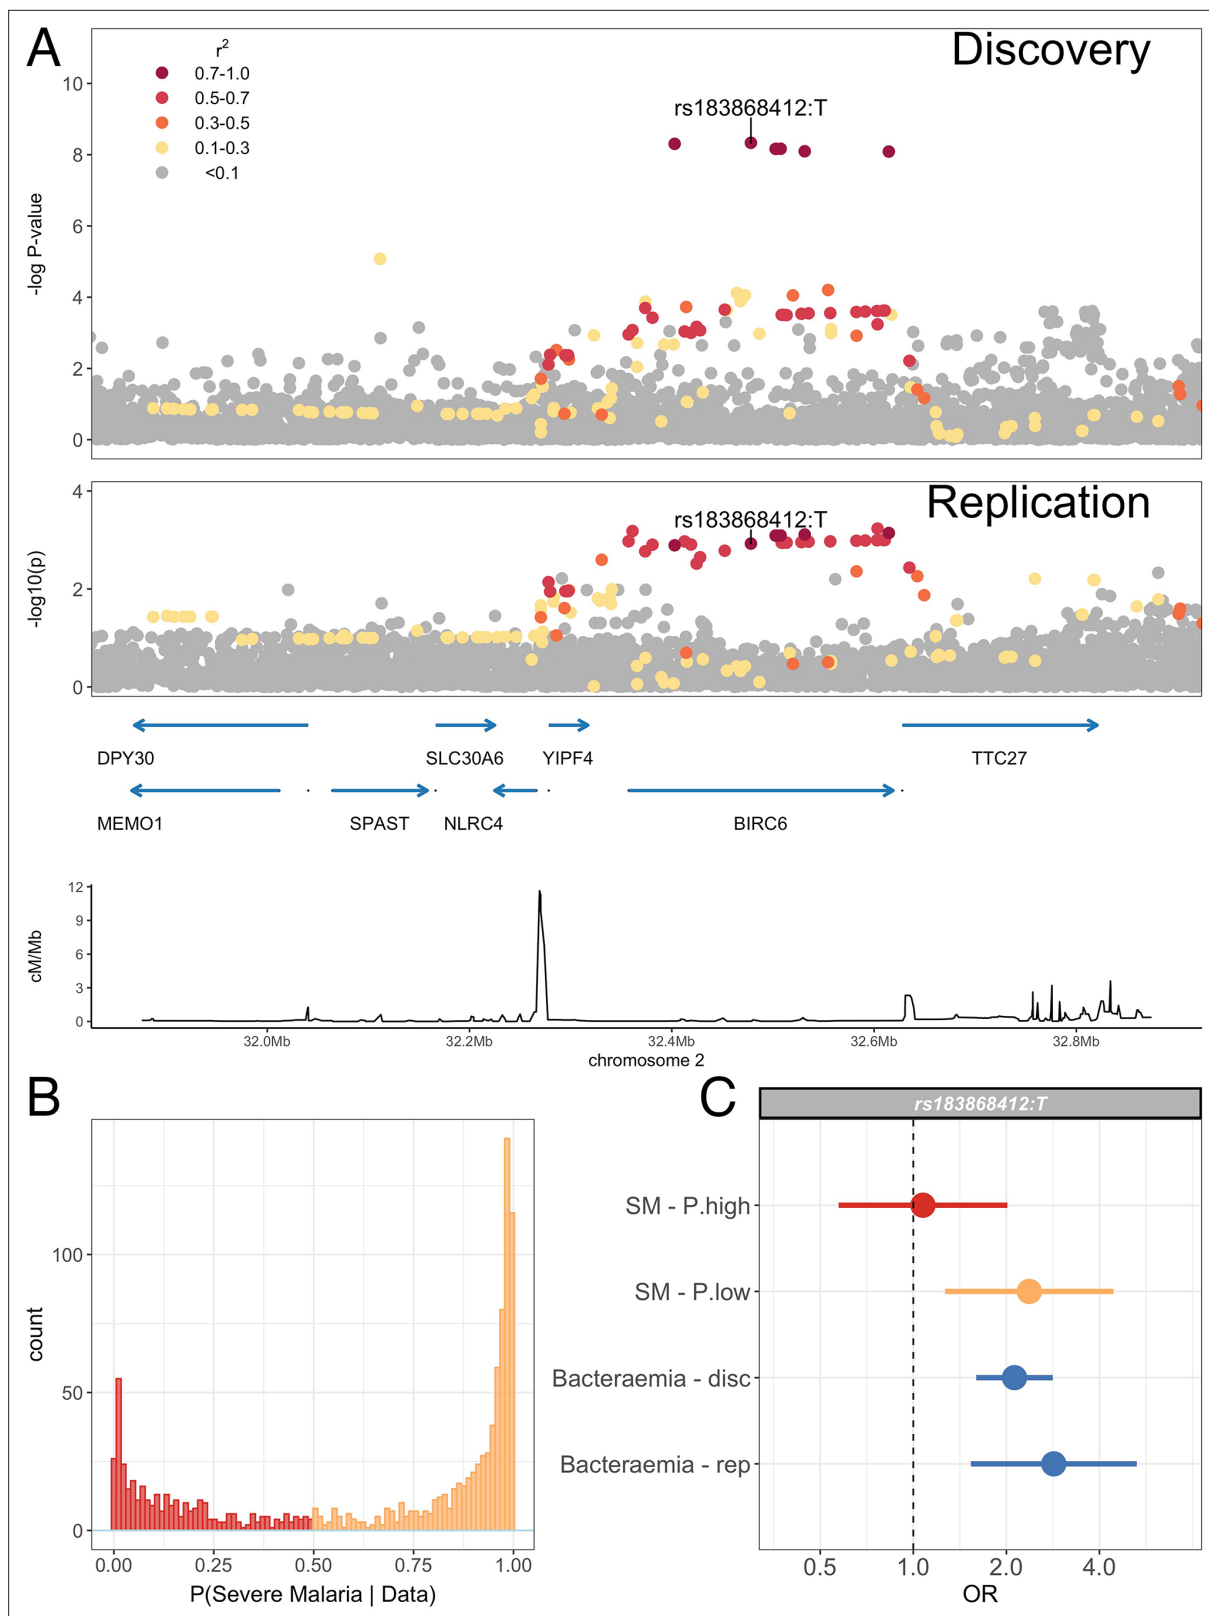 A
Discovery
r2
0.7-1.0
0.5-0.7
0.3-0.5
0.1-0.3
<0.1
rs183868412:T
10
8
6
4
2
0
-log P-value
Replication
rs183868412:T
4
2
0
-log10(p)
DPY30
SLC30A6
YIPF4
TTC27
MEMO1
SPAST
NLRC4
BIRC6
12
9
6
3
0
cM/Mb
32.0Mb
32.2Mb
32.4Mb
32.6Mb
32.8Mb
chromosome 2
B
100
50
0
count
0.00
0.25
0.50
0.75
1.00
P(Severe Malaria | Data)
C
rs183868412:T
SM - P.high
SM - P.low
Bacteraemia - disc
Bacteraemia - rep
0.5
1.0
2.0
4.0
OR